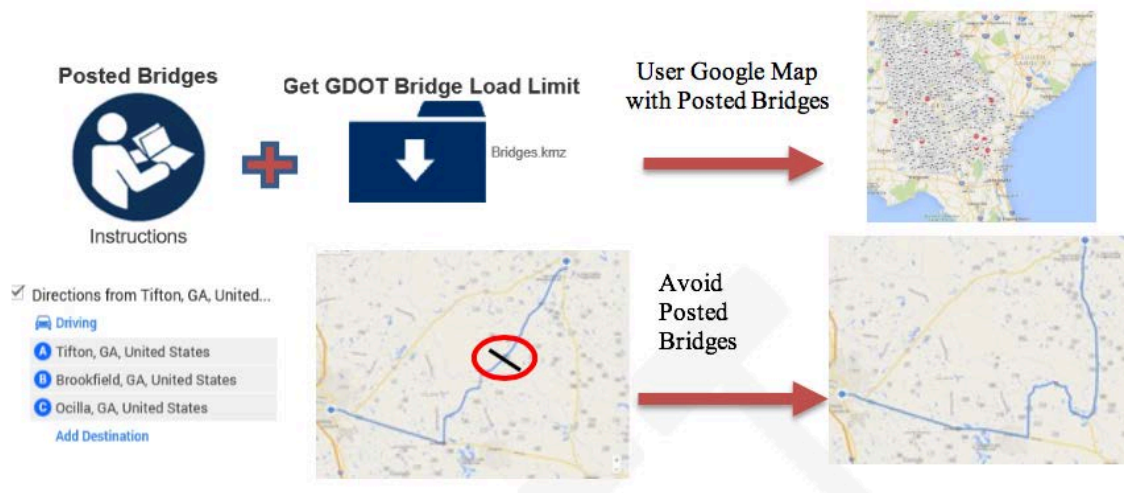 Posted Bridges
Get GDOT Bridge Load Limit
Bridges.kmz
Instructions
User Google Map
with Posted Bridges
Directions from Tifton, GA, United...
Driving
A Tifton, GA, United States
B Brookfield, GA, United States
C Ocilla, GA, United States
Add Destination
Avoid
Posted
Bridges